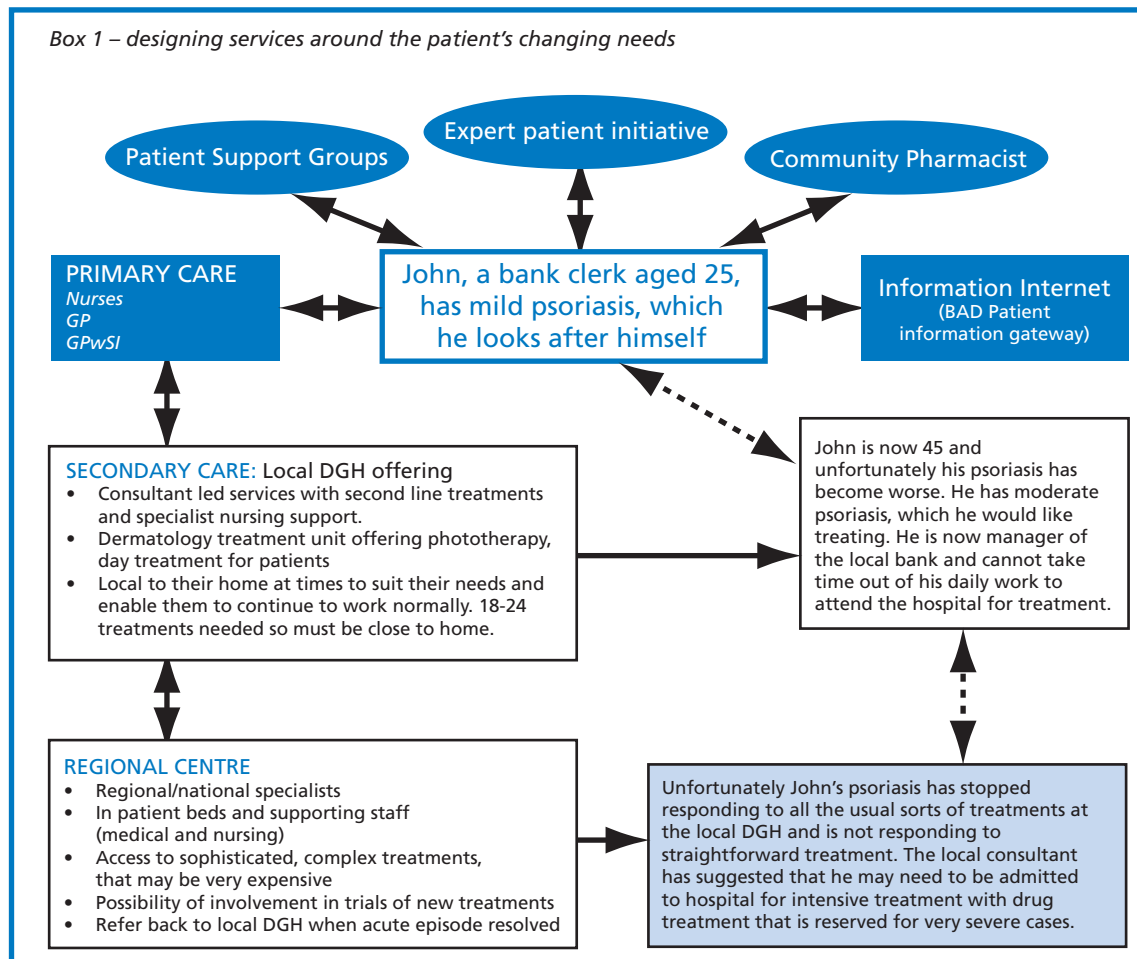 Box 1 – designing services around the patient's changing needs
Patient Support Groups
Expert patient initiative
Community Pharmacist
PRIMARY CARE
Nurses
GP
GPwSI
John, a bank clerk aged 25,
has mild psoriasis, which
he looks after himself
Information Internet
(BAD Patient
information gateway)
SECONDARY CARE: Local DGH offering
• Consultant led services with second line treatments
and specialist nursing support.
• Dermatology treatment unit offering phototherapy,
day treatment for patients
• Local to their home at times to suit their needs and
enable them to continue to work normally. 18-24
treatments needed so must be close to home.
John is now 45 and
unfortunately his psoriasis has
become worse. He has moderate
psoriasis, which he would like
treating. He is now manager of
the local bank and cannot take
time out of his daily work to
attend the hospital for treatment.
REGIONAL CENTRE
• Regional/national specialists
• In patient beds and supporting staff
(medical and nursing)
• Access to sophisticated, complex treatments,
that may be very expensive
• Possibility of involvement in trials of new treatments
• Refer back to local DGH when acute episode resolved
Unfortunately John's psoriasis has stopped
responding to all the usual sorts of treatments at
the local DGH and is not responding to
straightforward treatment. The local consultant
has suggested that he may need to be admitted
to hospital for intensive treatment with drug
treatment that is reserved for very severe cases.